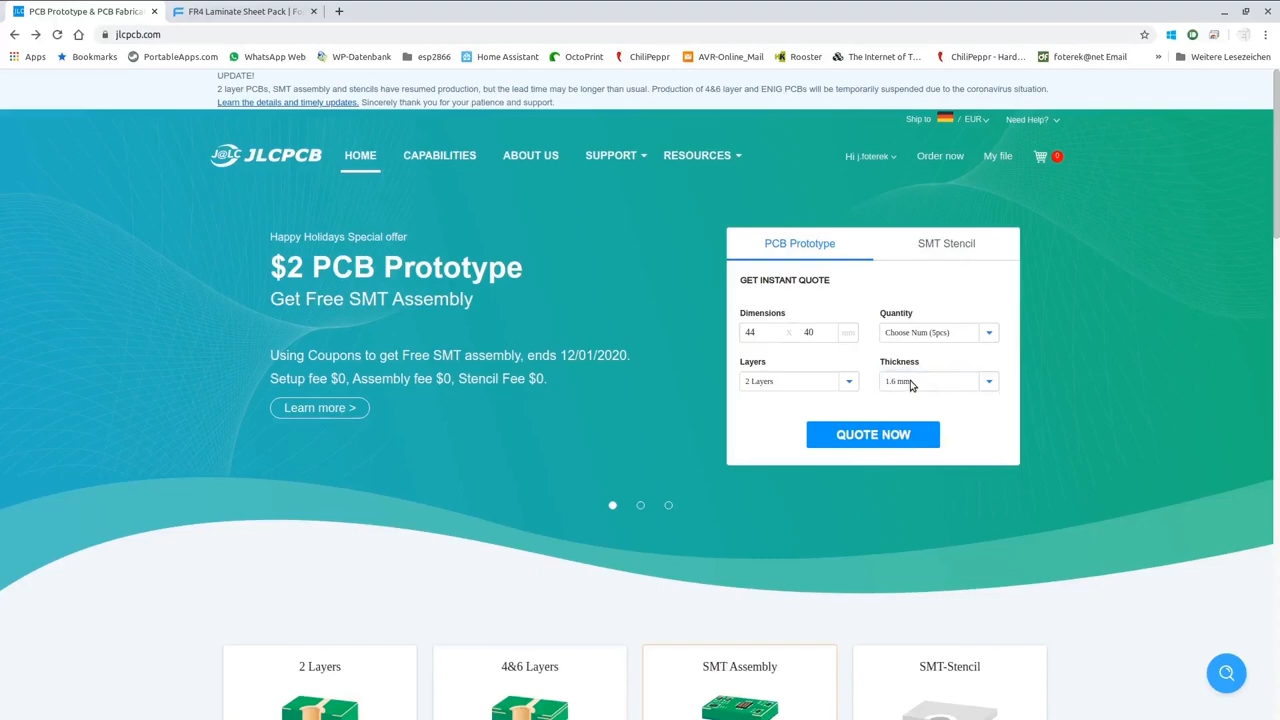 PCB Prototype & PCB Fabrica
FR4 Laminate Sheet Pack | Fo
jlcpcb.com
Apps
Bookmarks
PortableApps.com
WhatsApp Web
WP-Datenbank
esp2866
Home Assistant
OctoPrint
ChiliPeppr
AVR-Online_Mail
Rooster
The Internet of T...
ChiliPeppr - Hard...
foterek@net Email
»
Weitere Lesezeichen
UPDATE!
2 layer PCBs, SMT assembly and stencils have resumed production, but the lead time may be longer than usual. Production of 4&6 layer and ENIG PCBs will be temporarily suspended due to the coronavirus situation.
Learn the details and timely updates. Sincerely thank you for your patience and support.
Ship to / EUR
Need Help?
J@LC JLCPCB
HOME
CAPABILITIES
ABOUT US
SUPPORT
RESOURCES
Hi j.foterek
Order now
My file
0
Happy Holidays Special offer
$2 PCB Prototype
Get Free SMT Assembly
Using Coupons to get Free SMT assembly, ends 12/01/2020.
Setup fee $0, Assembly fee $0, Stencil Fee $0.
Learn more >
PCB Prototype
SMT Stencil
GET INSTANT QUOTE
Dimensions
Quantity
44 X 40 mm
Choose Num (5pcs)
Layers
Thickness
2 Layers
1.6 mm
QUOTE NOW
2 Layers
4&6 Layers
SMT Assembly
SMT-Stencil